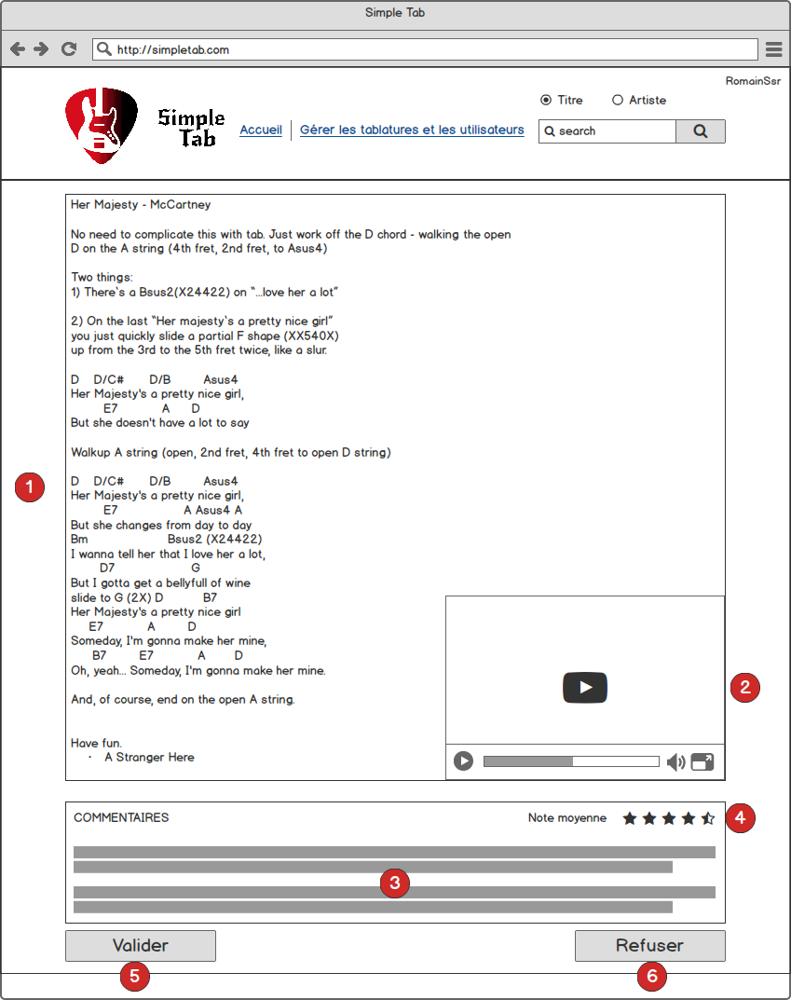 Simple Tab
http://simpletab.com
RomainSsr
Titre
Artiste
Simple
Tab
Accueil
Gérer les tablatures et les utilisateurs
search
Her Majesty - McCartney
No need to complicate this with tab. Just work off the D chord - walking the open
D on the A string (4th fret, 2nd fret, to Asus4)
Two things:
1) There`s a Bsus2(X24422) on “...love her a lot”
2) On the last “Her majesty`s a pretty nice girl”
you just quickly slide a partial F shape (XX540X)
up from the 3rd to the 5th fret twice, like a slur.
D D/C# D/B Asus4
Her Majesty's a pretty nice girl,
E7 A D
But she doesn't have a lot to say
Walkup A string (open, 2nd fret, 4th fret to open D string)
1
D D/C# D/B Asus4
Her Majesty's a pretty nice girl,
E7 A Asus4 A
But she changes from day to day
Bm Bsus2 (X24422)
I wanna tell her that I love her a lot,
D7 G
But I gotta get a bellyfull of wine
slide to G (2X) D B7
Her Majesty's a pretty nice girl
E7 A D
Someday, I'm gonna make her mine,
B7 E7 A D
Oh, yeah... Someday, I'm gonna make her mine.
2
And, of course, end on the open A string.
Have fun.
· A Stranger Here
COMMENTAIRES
Note moyenne
4
3
Valider
Refuser
5
6